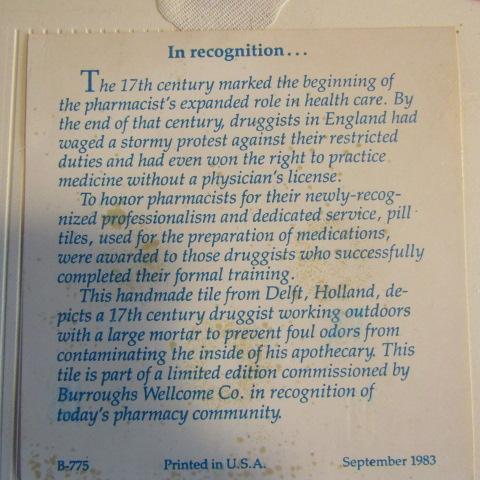 In recognition...
The 17th century marked the beginning of
the pharmacist's expanded role in health care. By
the end of that century, druggists in England had
waged a stormy protest against their restricted
duties and had even won the right to practice
medicine without a physician's license.
To honor pharmacists for their newly-recog-
nized professionalism and dedicated service, pill
tiles, used for the preparation of medications,
were awarded to those druggists who successfully
completed their formal training.
This handmade tile from Delft, Holland, de-
picts a 17th century druggist working outdoors
with a large mortar to prevent foul odors from
contaminating the inside of his apothecary. This
tile is part of a limited edition commissioned by
Burroughs Wellcome Co. in recognition of
today's pharmacy community.
B-775 Printed in U.S.A. September 1983